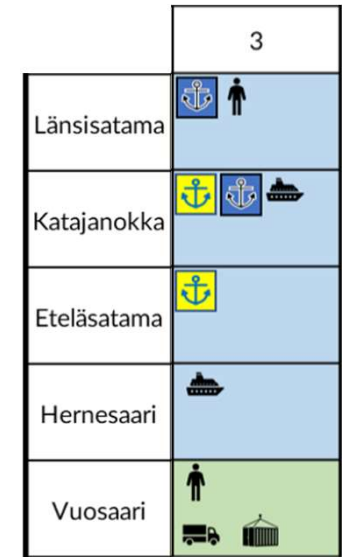 3
Länsisatama
Katajanokka
Eteläsatama
Hernesaari
Vuosaari